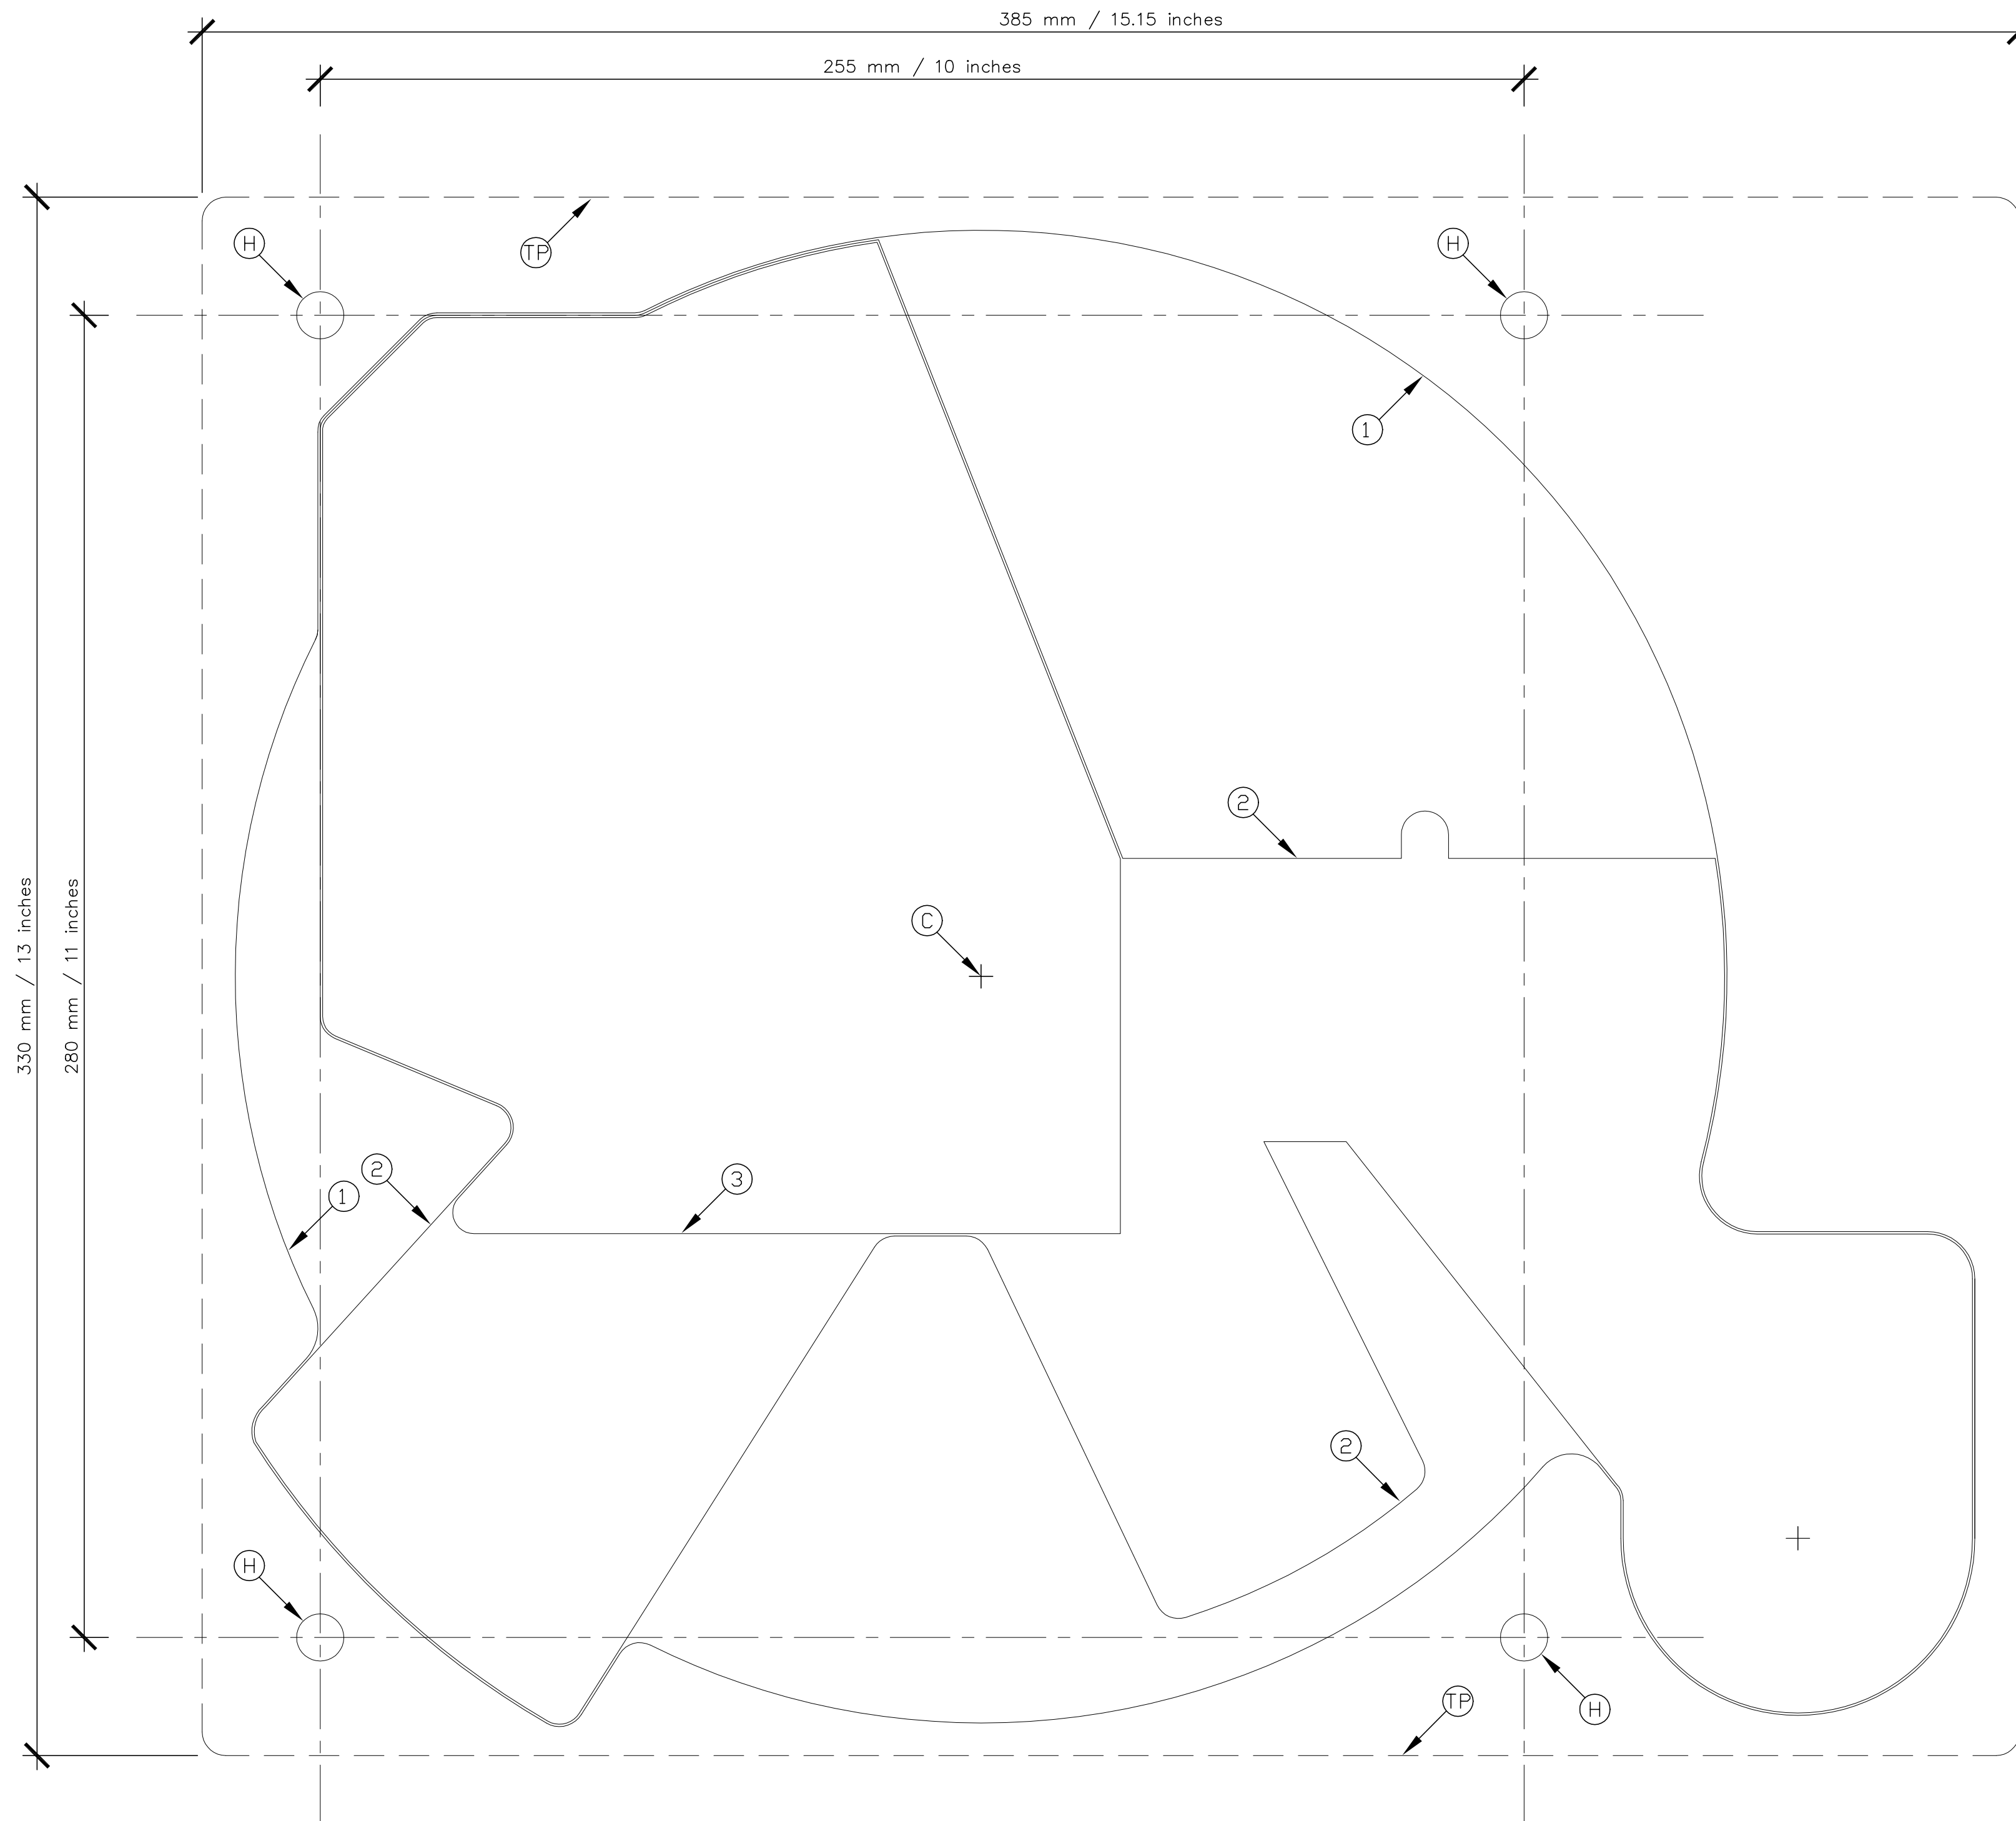 385 mm / 15.15 inches
255 mm / 10 inches
H
TP
H
1
2
C
330 mm / 13 inches
280 mm / 11 inches
2
3
1
2
H
TP
H